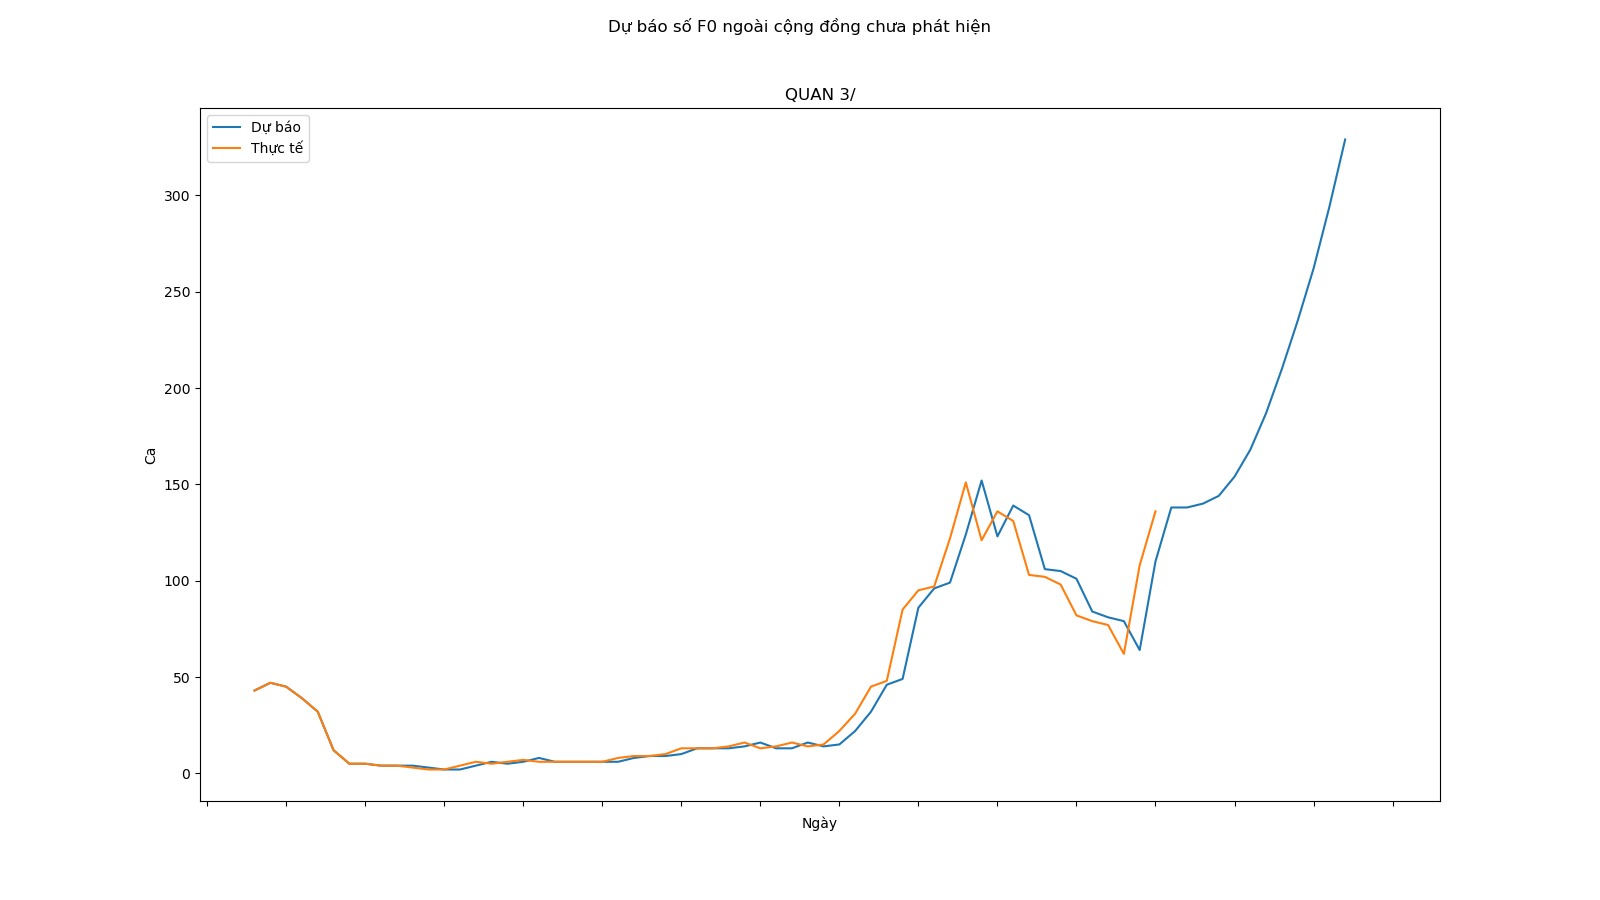 Dự báo số F0 ngoài cộng đồng chưa phát hiện
QUAN 3/
Dự báo
Thực tế
300
250
200
150
100
50
0
Ca
Ngày